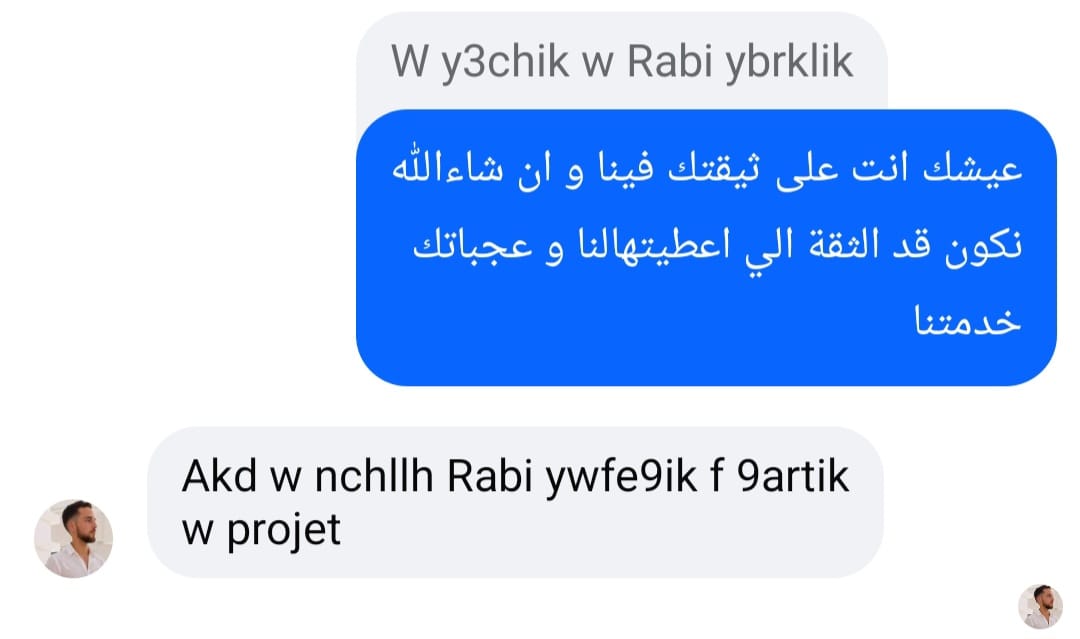 W y3chik w Rabi ybrklik
عيشك انت على ثيقتك فينا و ان شاءالله
نكون قد الثقة الي اعطيتهالنا و عجباتك
خدمتنا
Akd w nchllh Rabi ywfe9ik f 9artik
w projet